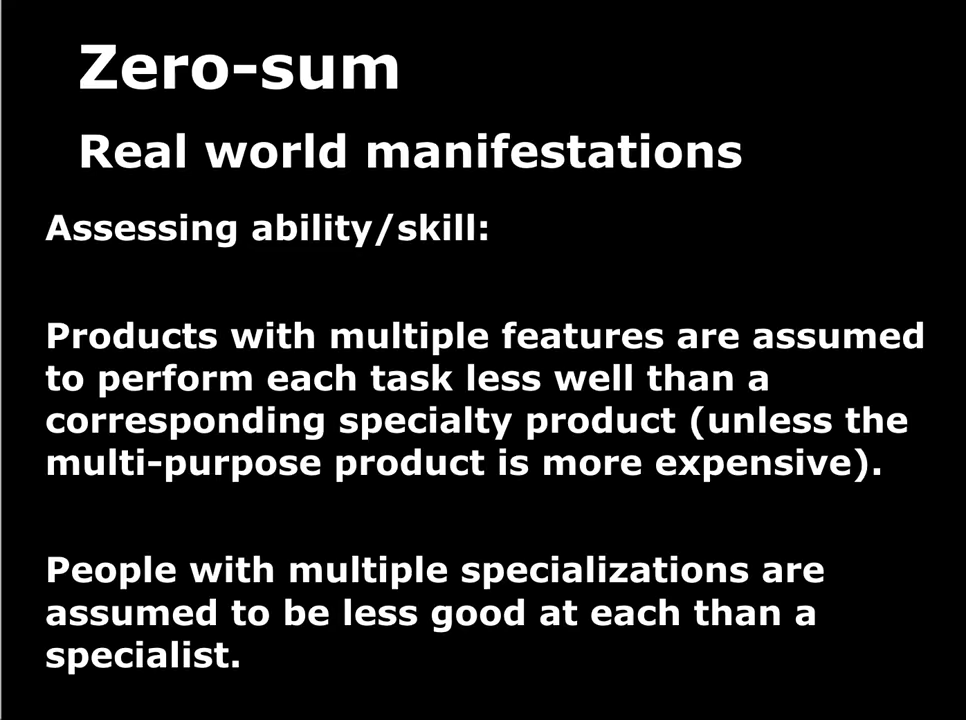 Zero-sum
Real world manifestations
Assessing ability/skill:
Products with multiple features are assumed
to perform each task less well than a
corresponding specialty product (unless the
multi-purpose product is more expensive).
People with multiple specializations are
assumed to be less good at each than a
specialist.